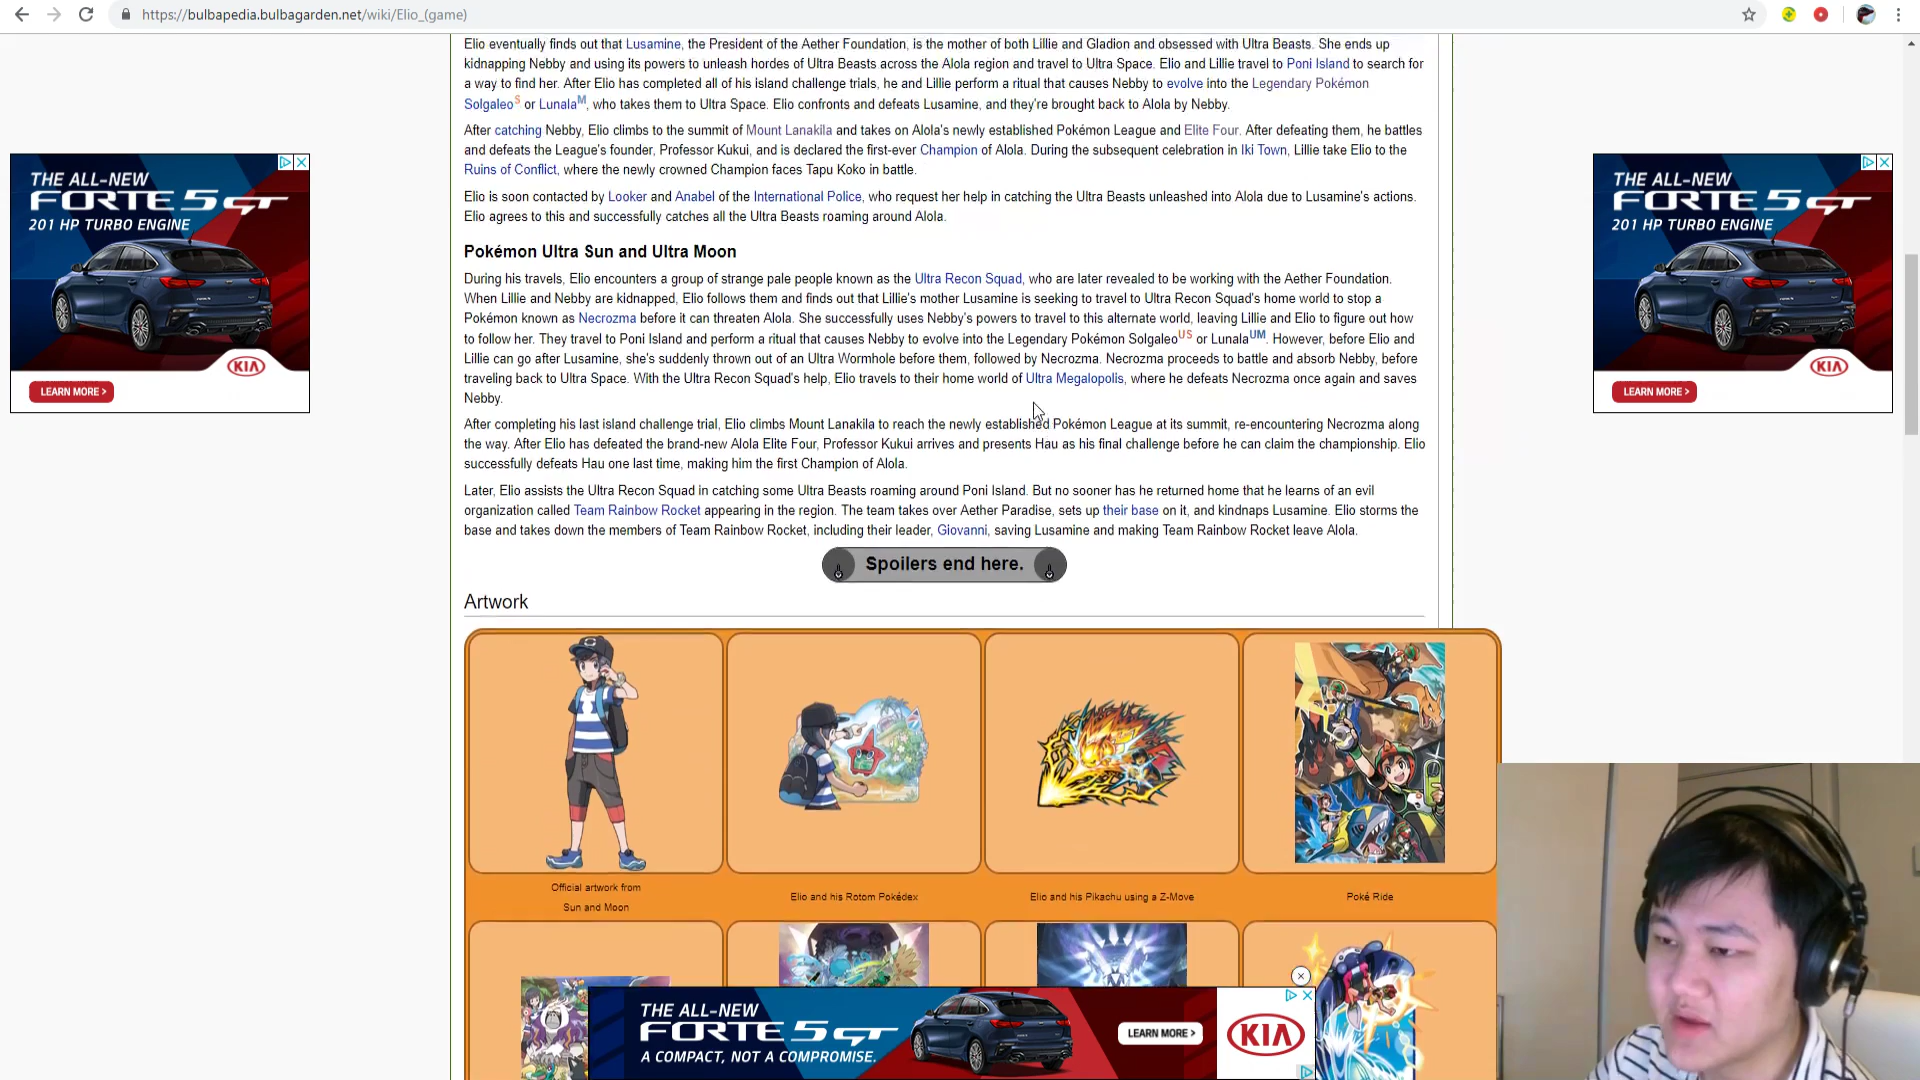 https://bulbapedia.bulbagarden.net/wiki/Elio_(game)
Elio eventually finds out that Lusamine, the President of the Aether Foundation, is the mother of both Lillie and Gladion and obsessed with Ultra Beasts. She ends up
kidnapping Nebby and using its powers to unleash hordes of Ultra Beasts across the Alola region and travel to Ultra Space. Elio and Lillie travel to Poni Island to search for
a way to find her. After Elio has completed all of his island challenge trials, he and Lillie perform a ritual that causes Nebby to evolve into the Legendary Pokémon
SolgaleoS or LunalaM, who takes them to Ultra Space. Elio confronts and defeats Lusamine, and they're brought back to Alola by Nebby.
After catching Nebby, Elio climbs to the summit of Mount Lanakila and takes on Alola's newly established Pokémon League and Elite Four. After defeating them, he battles
and defeats the League's founder, Professor Kukui, and is declared the first-ever Champion of Alola. During the subsequent celebration in Iki Town, Lillie take Elio to the
Ruins of Conflict, where the newly crowned Champion faces Tapu Koko in battle.
Elio is soon contacted by Looker and Anabel of the International Police, who request her help in catching the Ultra Beasts unleashed into Alola due to Lusamine's actions.
Elio agrees to this and successfully catches all the Ultra Beasts roaming around Alola.
Pokémon Ultra Sun and Ultra Moon
During his travels, Elio encounters a group of strange pale people known as the Ultra Recon Squad, who are later revealed to be working with the Aether Foundation.
When Lillie and Nebby are kidnapped, Elio follows them and finds out that Lillie's mother Lusamine is seeking to travel to Ultra Recon Squad's home world to stop a
Pokémon known as Necrozma before it can threaten Alola. She successfully uses Nebby's powers to travel to this alternate world, leaving Lillie and Elio to figure out how
to follow her. They travel to Poni Island and perform a ritual that causes Nebby to evolve into the Legendary Pokémon SolgaleoUS or LunalaUM. However, before Elio and
Lillie can go after Lusamine, she's suddenly thrown out of an Ultra Wormhole before them, followed by Necrozma. Necrozma proceeds to battle and absorb Nebby, before
traveling back to Ultra Space. With the Ultra Recon Squad's help, Elio travels to their home world of Ultra Megalopolis, where he defeats Necrozma once again and saves
Nebby.
After completing his last island challenge trial, Elio climbs Mount Lanakila to reach the newly established Pokémon League at its summit, re-encountering Necrozma along
the way. After Elio has defeated the brand-new Alola Elite Four, Professor Kukui arrives and presents Hau as his final challenge before he can claim the championship. Elio
successfully defeats Hau one last time, making him the first Champion of Alola.
Later, Elio assists the Ultra Recon Squad in catching some Ultra Beasts roaming around Poni Island. But no sooner has he returned home that he learns of an evil
organization called Team Rainbow Rocket appearing in the region. The team takes over Aether Paradise, sets up their base on it, and kindnaps Lusamine. Elio storms the
base and takes down the members of Team Rainbow Rocket, including their leader, Giovanni, saving Lusamine and making Team Rainbow Rocket leave Alola.
Spoilers end here.
Artwork
Official artwork from
Sun and Moon
Elio and his Rotom Pokédex
Elio and his Pikachu using a Z-Move
Poké Ride
THE ALL-NEW
FORTE 5 GT
201 HP TURBO ENGINE
KIA
LEARN MORE >
THE ALL-NEW
FORTE 5 GT
201 HP TURBO ENGINE
KIA
LEARN MORE >
THE ALL-NEW
FORTE 5 GT
A COMPACT, NOT A COMPROMISE.
LEARN MORE >
KIA